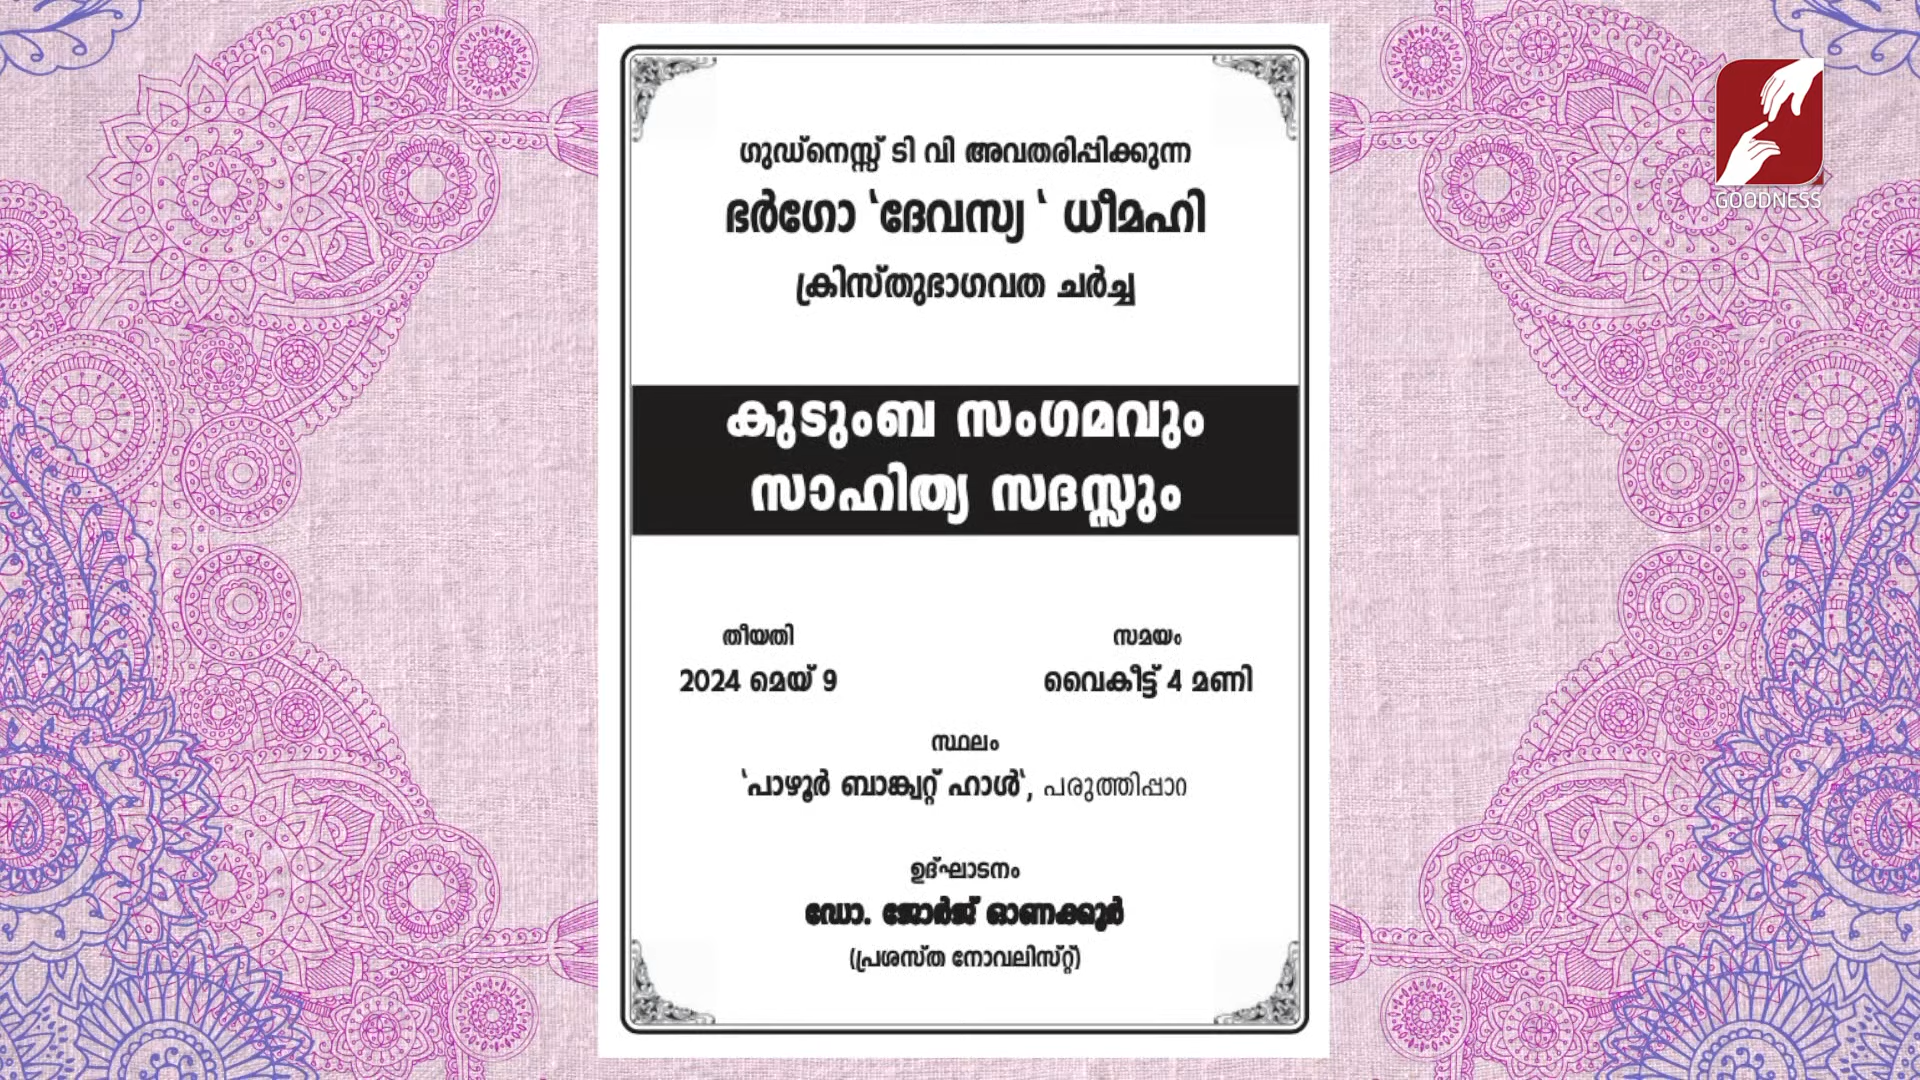 ഗുഡ്നെസ്സ് ടി വി അവതരിപ്പിക്കുന്ന
ഭർഗോ 'ദേവസ്യ ' ധീമഹി
ക്രിസ്തുഭാഗവത ചർച്ച
കുടുംബ സംഗമവും
സാഹിത്യ സദസ്സും
തീയതി
2024 മെയ് 9
സമയം
വൈകീട്ട് 4 മണി
സ്ഥലം
'പാഴൂർ ബാങ്ക്വറ്റ് ഹാൾ', പരുത്തിപ്പാറ
ഉദ്ഘാടനം
ഡോ. ജോർജ് ഓണക്കൂർ
(പ്രശസ്ത നോവലിസ്റ്റ്)
GOODNESS